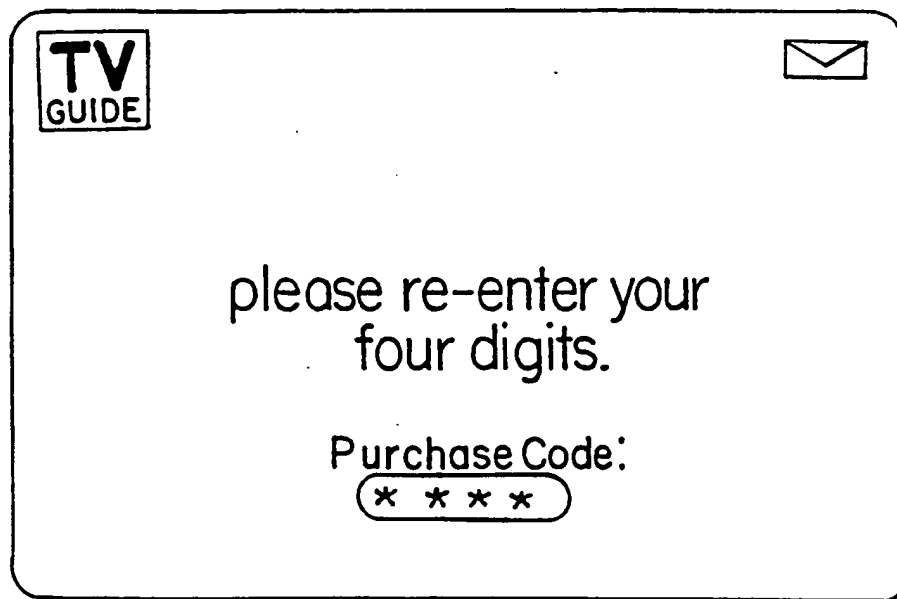 TV
GUIDE
please re-enter your
four digits.
Purchase Code:
* * * *